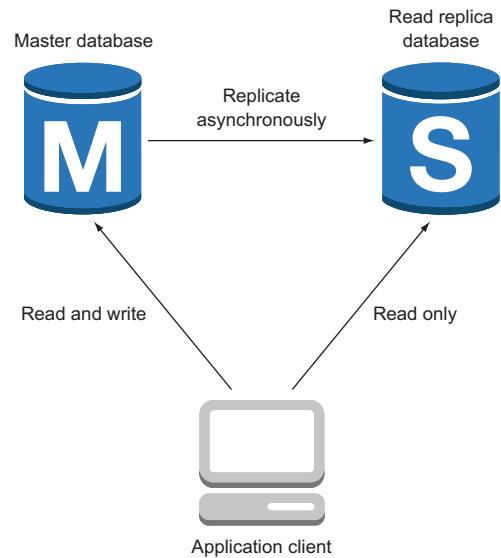 Master database
Read replica
database
Replicate
asynchronously
M
S
Read and write
Read only
Application client